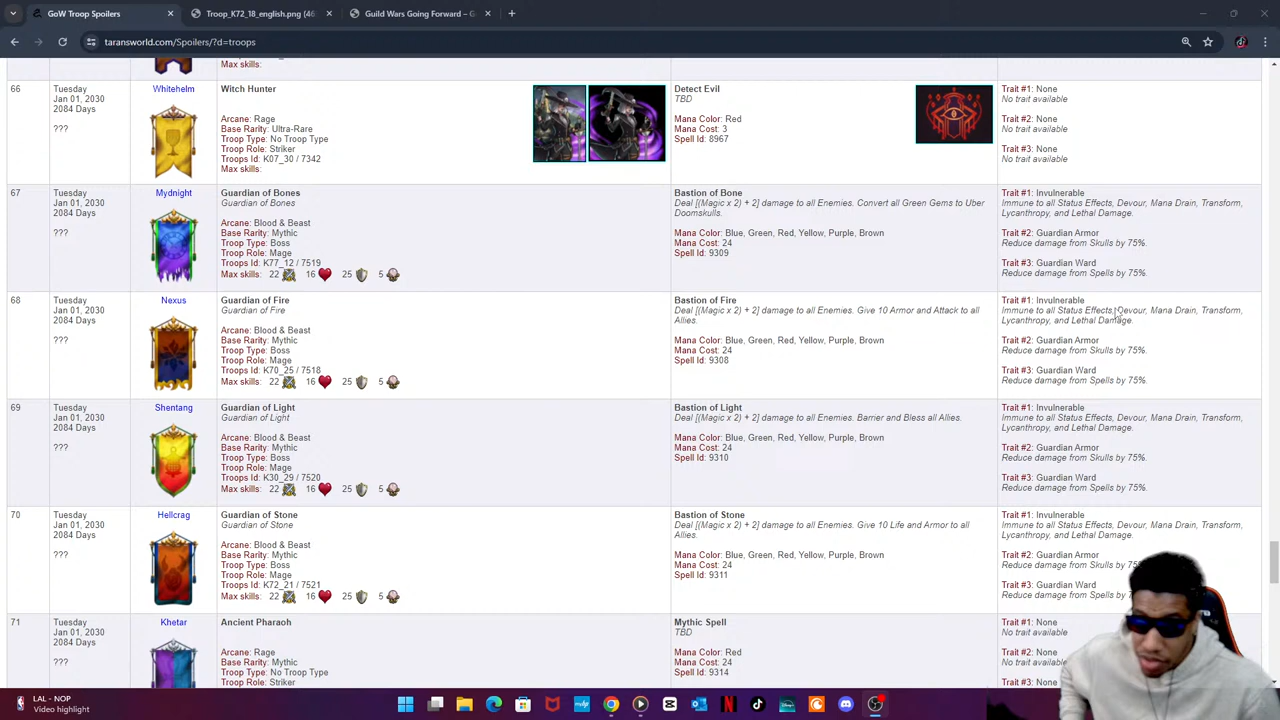 GoW Troop Spoilers
Troop_K72_18_english.png (46
Guild Wars Going Forward – G
taransworld.com/Spoilers/?d=troops
Max skills:
66
Tuesday
Jan 01, 2030
2084 Days
???
Whitehelm
Witch Hunter
Arcane: Rage
Base Rarity: Ultra-Rare
Troop Type: No Troop Type
Troop Role: Striker
Troops Id: K07_30 / 7342
Max skills:
Detect Evil
TBD
Mana Color: Red
Mana Cost: 3
Spell Id: 8967
Trait #1: None
No trait available
Trait #2: None
No trait available
Trait #3: None
No trait available
67
Tuesday
Jan 01, 2030
2084 Days
???
Mydnight
Guardian of Bones
Guardian of Bones
Arcane: Blood & Beast
Base Rarity: Mythic
Troop Type: Boss
Troop Role: Mage
Troops Id: K77_12 / 7519
Max skills: 22 16 25 5
Bastion of Bone
Deal [(Magic x 2) + 2] damage to all Enemies. Convert all Green Gems to Uber
Doomskulls.
Mana Color: Blue, Green, Red, Yellow, Purple, Brown
Mana Cost: 24
Spell Id: 9309
Trait #1: Invulnerable
Immune to all Status Effects, Devour, Mana Drain, Transform,
Lycanthropy, and Lethal Damage.
Trait #2: Guardian Armor
Reduce damage from Skulls by 75%.
Trait #3: Guardian Ward
Reduce damage from Spells by 75%.
68
Tuesday
Jan 01, 2030
2084 Days
???
Nexus
Guardian of Fire
Guardian of Fire
Arcane: Blood & Beast
Base Rarity: Mythic
Troop Type: Boss
Troop Role: Mage
Troops Id: K70_25 / 7518
Max skills: 22 16 25 5
Bastion of Fire
Deal [(Magic x 2) + 2] damage to all Enemies. Give 10 Armor and Attack to all
Allies.
Mana Color: Blue, Green, Red, Yellow, Purple, Brown
Mana Cost: 24
Spell Id: 9308
Trait #1: Invulnerable
Immune to all Status Effects, Devour, Mana Drain, Transform,
Lycanthropy, and Lethal Damage.
Trait #2: Guardian Armor
Reduce damage from Skulls by 75%.
Trait #3: Guardian Ward
Reduce damage from Spells by 75%.
69
Tuesday
Jan 01, 2030
2084 Days
???
Shentang
Guardian of Light
Guardian of Light
Arcane: Blood & Beast
Base Rarity: Mythic
Troop Type: Boss
Troop Role: Mage
Troops Id: K30_29 / 7520
Max skills: 22 16 25 5
Bastion of Light
Deal [(Magic x 2) + 2] damage to all Enemies. Barrier and Bless all Allies.
Mana Color: Blue, Green, Red, Yellow, Purple, Brown
Mana Cost: 24
Spell Id: 9310
Trait #1: Invulnerable
Immune to all Status Effects, Devour, Mana Drain, Transform,
Lycanthropy, and Lethal Damage.
Trait #2: Guardian Armor
Reduce damage from Skulls by 75%.
Trait #3: Guardian Ward
Reduce damage from Spells by 75%.
70
Tuesday
Jan 01, 2030
2084 Days
???
Hellcrag
Guardian of Stone
Guardian of Stone
Arcane: Blood & Beast
Base Rarity: Mythic
Troop Type: Boss
Troop Role: Mage
Troops Id: K72_21 / 7521
Max skills: 22 16 25 5
Bastion of Stone
Deal [(Magic x 2) + 2] damage to all Enemies. Give 10 Life and Armor to all
Allies.
Mana Color: Blue, Green, Red, Yellow, Purple, Brown
Mana Cost: 24
Spell Id: 9311
Trait #1: Invulnerable
Immune to all Status Effects, Devour, Mana Drain, Transform,
Lycanthropy, and Lethal Damage.
Trait #2: Guardian Armor
Reduce damage from Skulls by 75
Trait #3: Guardian Ward
Reduce damage from Spells by
71
Tuesday
Jan 01, 2030
2084 Days
???
Khetar
Ancient Pharaoh
Arcane: Rage
Base Rarity: Mythic
Troop Type: No Troop Type
Troop Role: Striker
Mythic Spell
TBD
Mana Color: Red
Mana Cost: 24
Spell Id: 9314
Trait #1: None
No trait available
Trait #2: None
No trait available
Trait #3: None
LAL - NOP
Video highlight